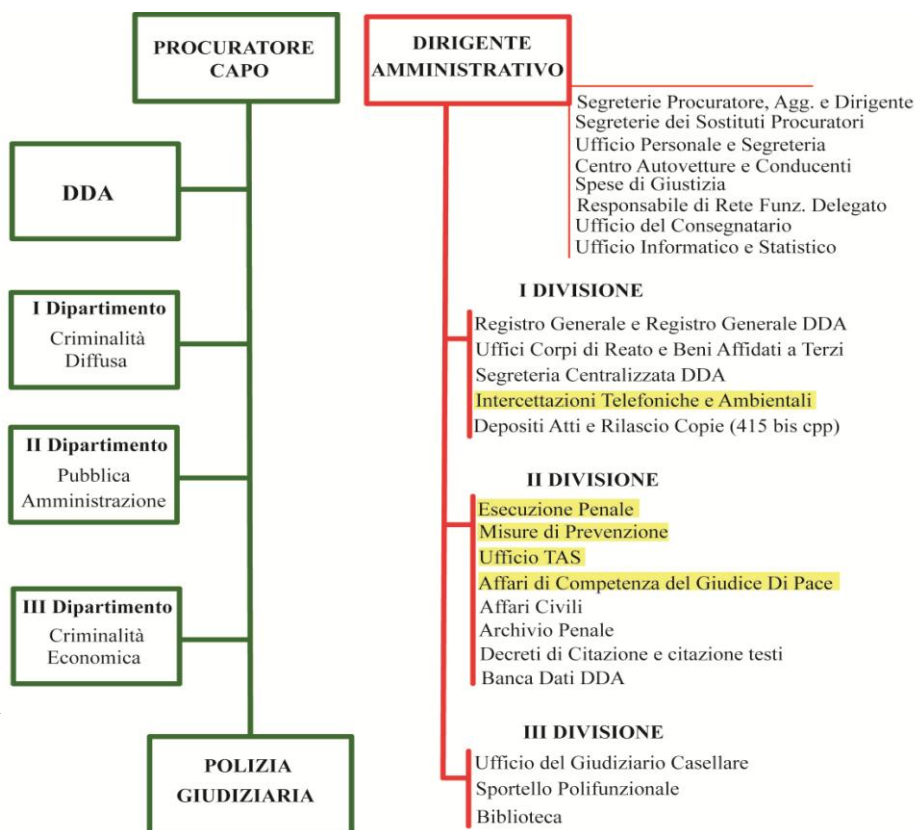 PROCURATORE
CAPO
DDA
I Dipartimento
Criminalità
Diffusa
II Dipartimento
Pubblica
Amministrazione
III Dipartimento
Criminalità
Economica
POLIZIA
GIUDIZIARIA
DIRIGENTE
AMMINISTRATIVO
Segreterie Procuratore, Agg. e Dirigente
Segreterie dei Sostituti Procuratori
Ufficio Personale e Segreteria
Centro Autovetture e Conducenti
Spese di Giustizia
Responsabile di Rete Funz. Delegato
Ufficio del Consegnatario
Ufficio Informatico e Statistico
I DIVISIONE
Registro Generale e Registro Generale DDA
Uffici Corpi di Reato e Beni Affidati a Terzi
Segreteria Centralizzata DDA
Intercettazioni Telefoniche e Ambientali
Depositi Atti e Rilascio Copie (415 bis cpp)
II DIVISIONE
Esecuzione Penale
Misure di Prevenzione
Ufficio TAS
Affari di Competenza del Giudice Di Pace
Affari Civili
Archivio Penale
Decreti di Citazione e citazione testi
Banca Dati DDA
III DIVISIONE
Ufficio del Giudiziario Casellare
Sportello Polifunzionale
Biblioteca